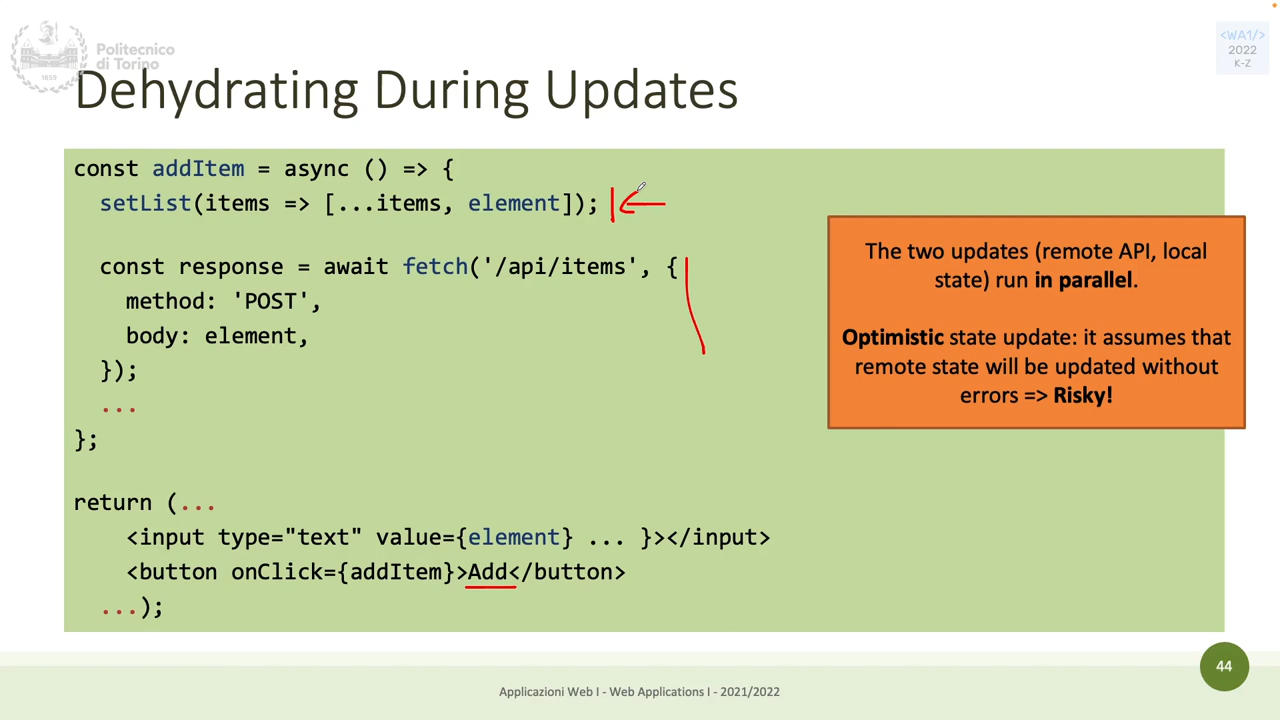 Politecnico
di Torino
1859
<WA1/>
2022
K-Z
Dehydrating During Updates
const addItem = async () => {
setList(items => [...items, element]);
const response = await fetch('/api/items', {
method: 'POST',
body: element,
});
...
};
return (...
<input type="text" value={element} ... }></input>
<button onClick={addItem}>Add</button>
...);
The two updates (remote API, local
state) run in parallel.
Optimistic state update: it assumes that
remote state will be updated without
errors => Risky!
44
Applicazioni Web I - Web Applications I - 2021/2022